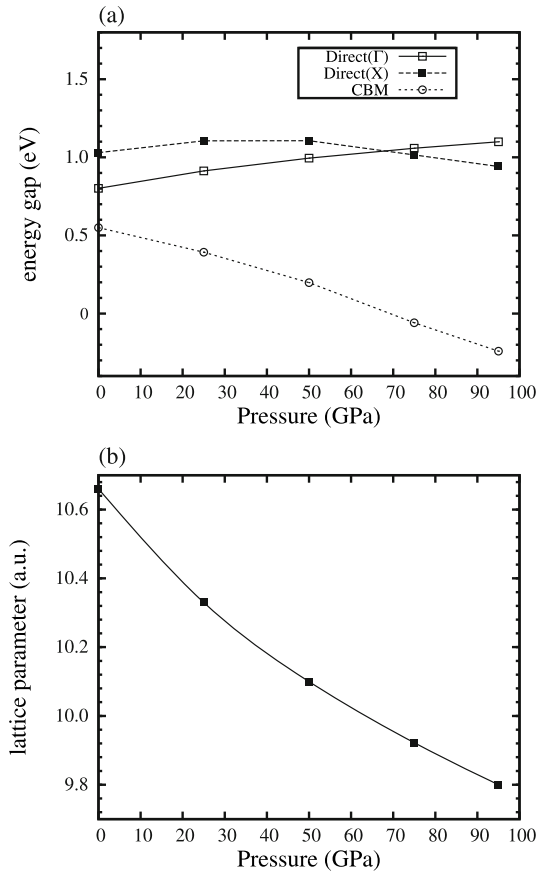 (a)
Direct(Γ)
Direct(X)
CBM
1.5
1.0
0.5
0
energy gap (eV)
0 10 20 30 40 50 60 70 80 90 100
Pressure (GPa)
(b)
10.6
10.4
10.2
10.0
9.8
lattice parameter (a.u.)
0 10 20 30 40 50 60 70 80 90 100
Pressure (GPa)